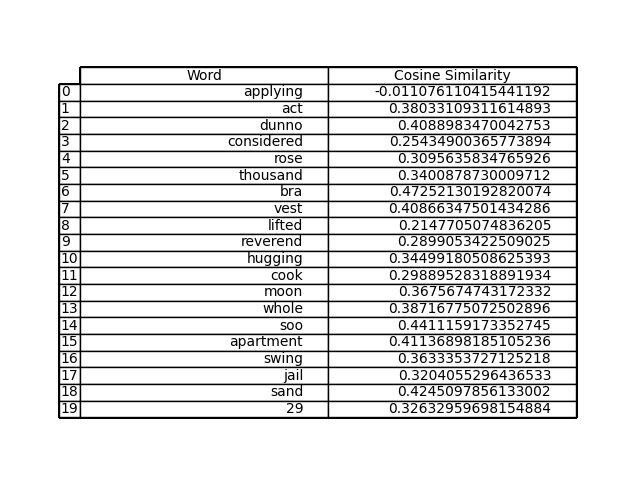 Word Cosine Similarity
0 applying -0.011076110415441192
1 act 0.38033109311614893
2 dunno 0.4088983470042753
3 considered 0.25434900365773894
4 rose 0.3095635834765926
5 thousand 0.3400878730009712
6 bra 0.47252130192820074
7 vest 0.40866347501434286
8 lifted 0.2147705074836205
9 reverend 0.2899053422509025
10 hugging 0.34499180508625393
11 cook 0.29889528318891934
12 moon 0.3675674743172332
13 whole 0.38716775072502896
14 soo 0.4411159173352745
15 apartment 0.41136898185105236
16 swing 0.3633353727125218
17 jail 0.3204055296436533
18 sand 0.4245097856133002
19 29 0.32632959698154884